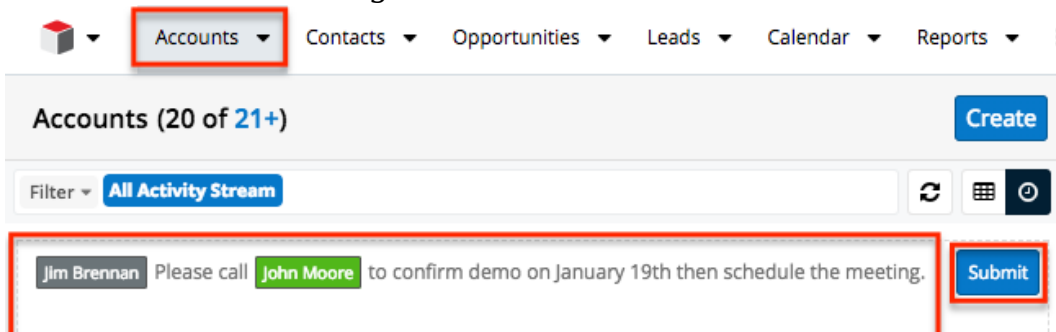 Accounts Contacts Opportunities Leads Calendar Reports
Accounts (20 of 21+) Create
Filter All Activity Stream
Jim Brennan Please call John Moore to confirm demo on January 19th then schedule the meeting. Submit